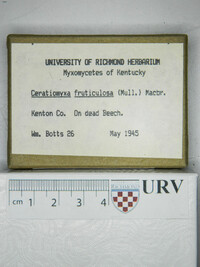 UNIVERSITY OF RICHMOND HERBARIUM
Myxomycetes of Kentucky
Ceratiomyxa fruticulosa (Mull.) Macbr.
Kenton Co. On dead Beech.
Wm. Botts 26 May 1945
cm 1 2 3 4
URV